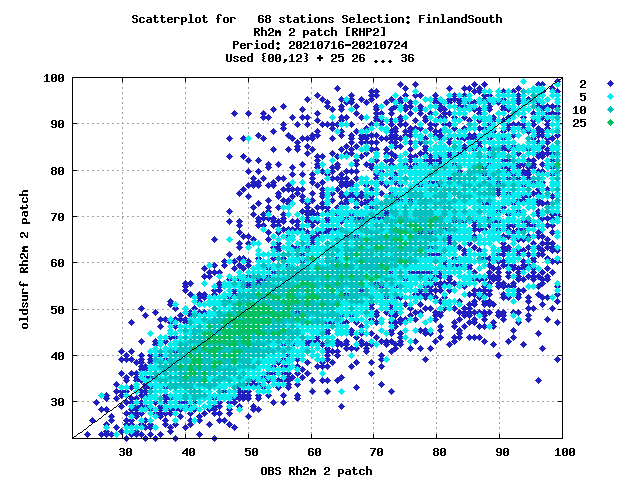 Scatterplot for   68 stations Selection: FinlandSouth
Rh2m 2 patch [RHP2]
Period: 20210716-20210724
Used {00,12} + 25 26 ... 36
2
5
10
25
100
90
80
70
60
50
40
30
oldsurf Rh2m 2 patch
30 40 50 60 70 80 90 100
OBS Rh2m 2 patch